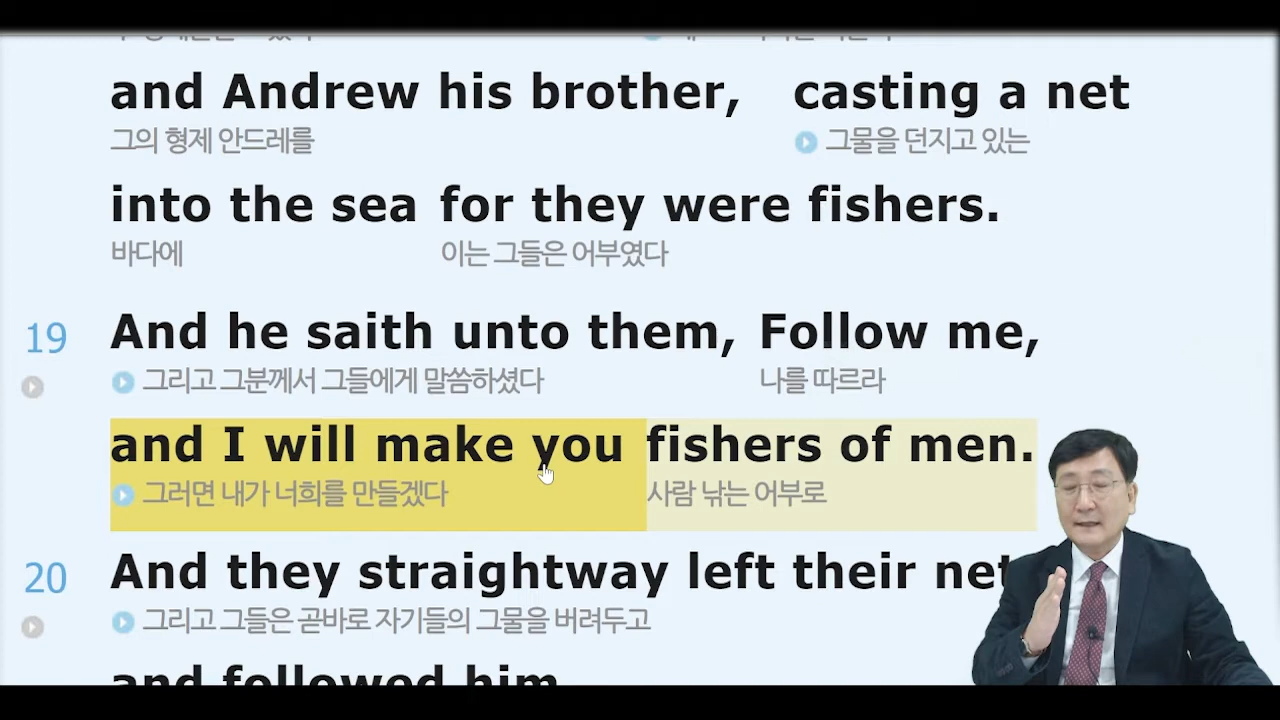 and Andrew his brother, casting a net
그의 형제 안드레를 그물을 던지고 있는
into the sea for they were fishers.
바다에 이는 그들은 어부였다
19 And he saith unto them, Follow me,
그리고 그분께서 그들에게 말씀하셨다 나를 따르라
and I will make you fishers of men.
그러면 내가 너희를 만들겠다 사람 낚는 어부로
20 And they straightway left their net
그리고 그들은 곧바로 자기들의 그물을 버려두고
and followed him